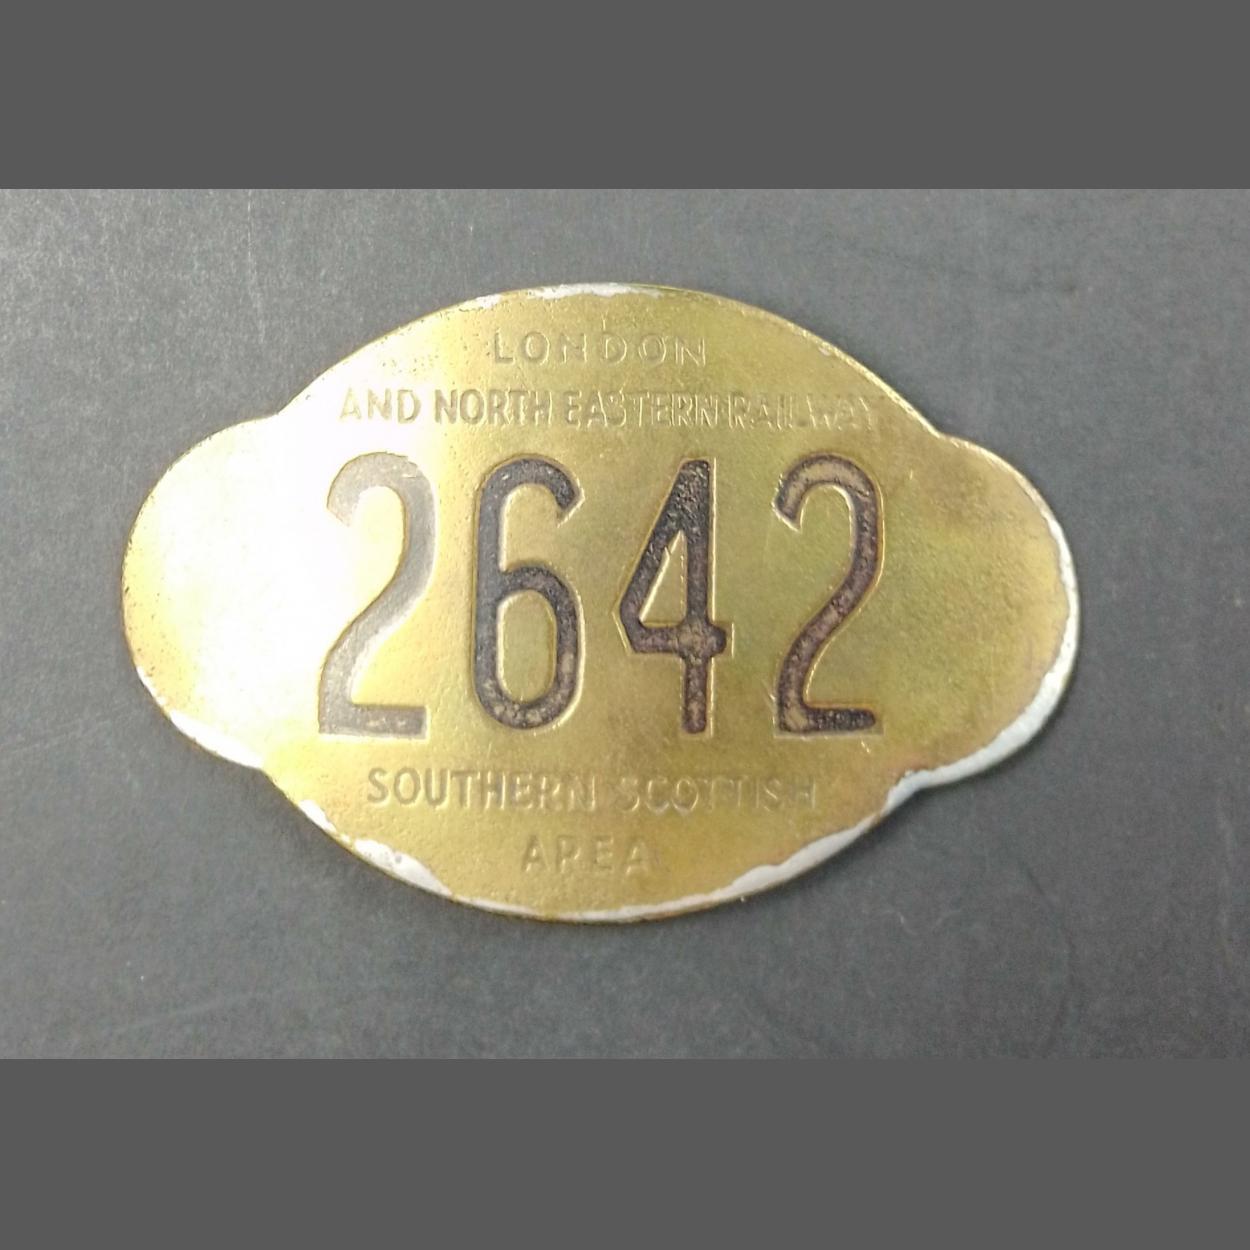 LONDON
AND NORTH EASTERN RAILWAY
2642
SOUTHERN SCOTTISH
AREA